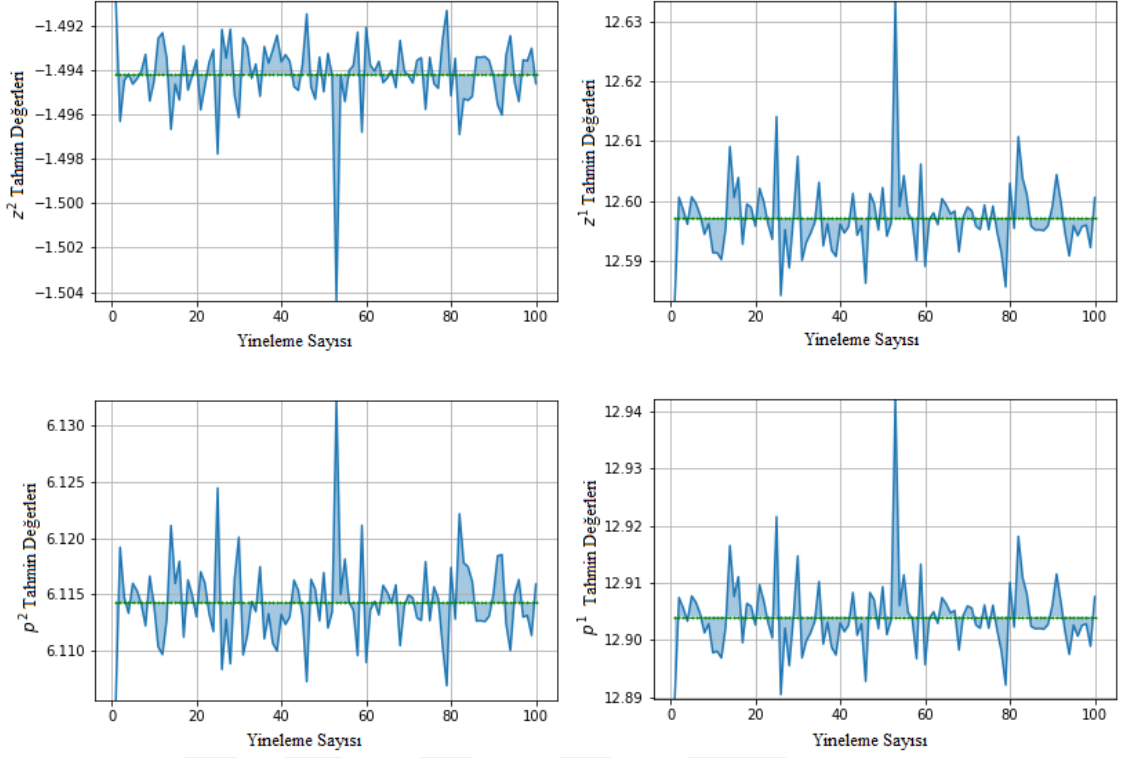 −1.492
−1.494
−1.496
−1.498
−1.500
−1.502
−1.504
z² Tahmin Değerleri
0 20 40 60 80 100
Yineleme Sayısı
12.63
12.62
12.61
12.60
12.59
z¹ Tahmin Değerleri
0 20 40 60 80 100
Yineleme Sayısı
6.130
6.125
6.120
6.115
6.110
p² Tahmin Değerleri
0 20 40 60 80 100
Yineleme Sayısı
12.94
12.93
12.92
12.91
12.90
12.89
p¹ Tahmin Değerleri
0 20 40 60 80 100
Yineleme Sayısı